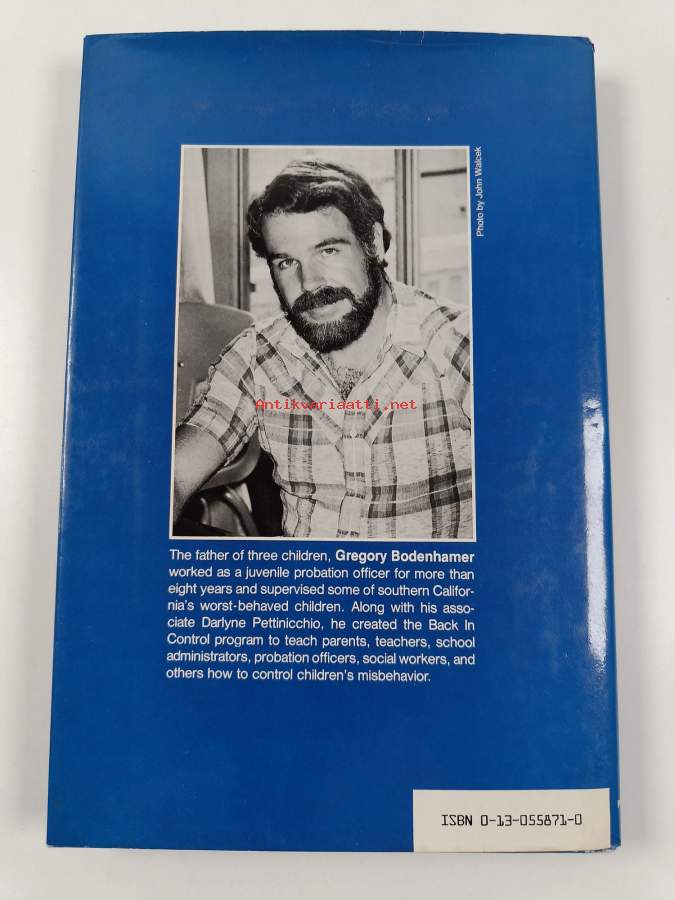 Photo by John Walcek
Antikvariaatti.net
The father of three children, Gregory Bodenhamer
worked as a juvenile probation officer for more than
eight years and supervised some of southern Califor-
nia's worst-behaved children. Along with his asso-
ciate Darlyne Pettinicchio, he created the Back In
Control program to teach parents, teachers, school
administrators, probation officers, social workers, and
others how to control children's misbehavior.
ISBN 0-13-055871-0